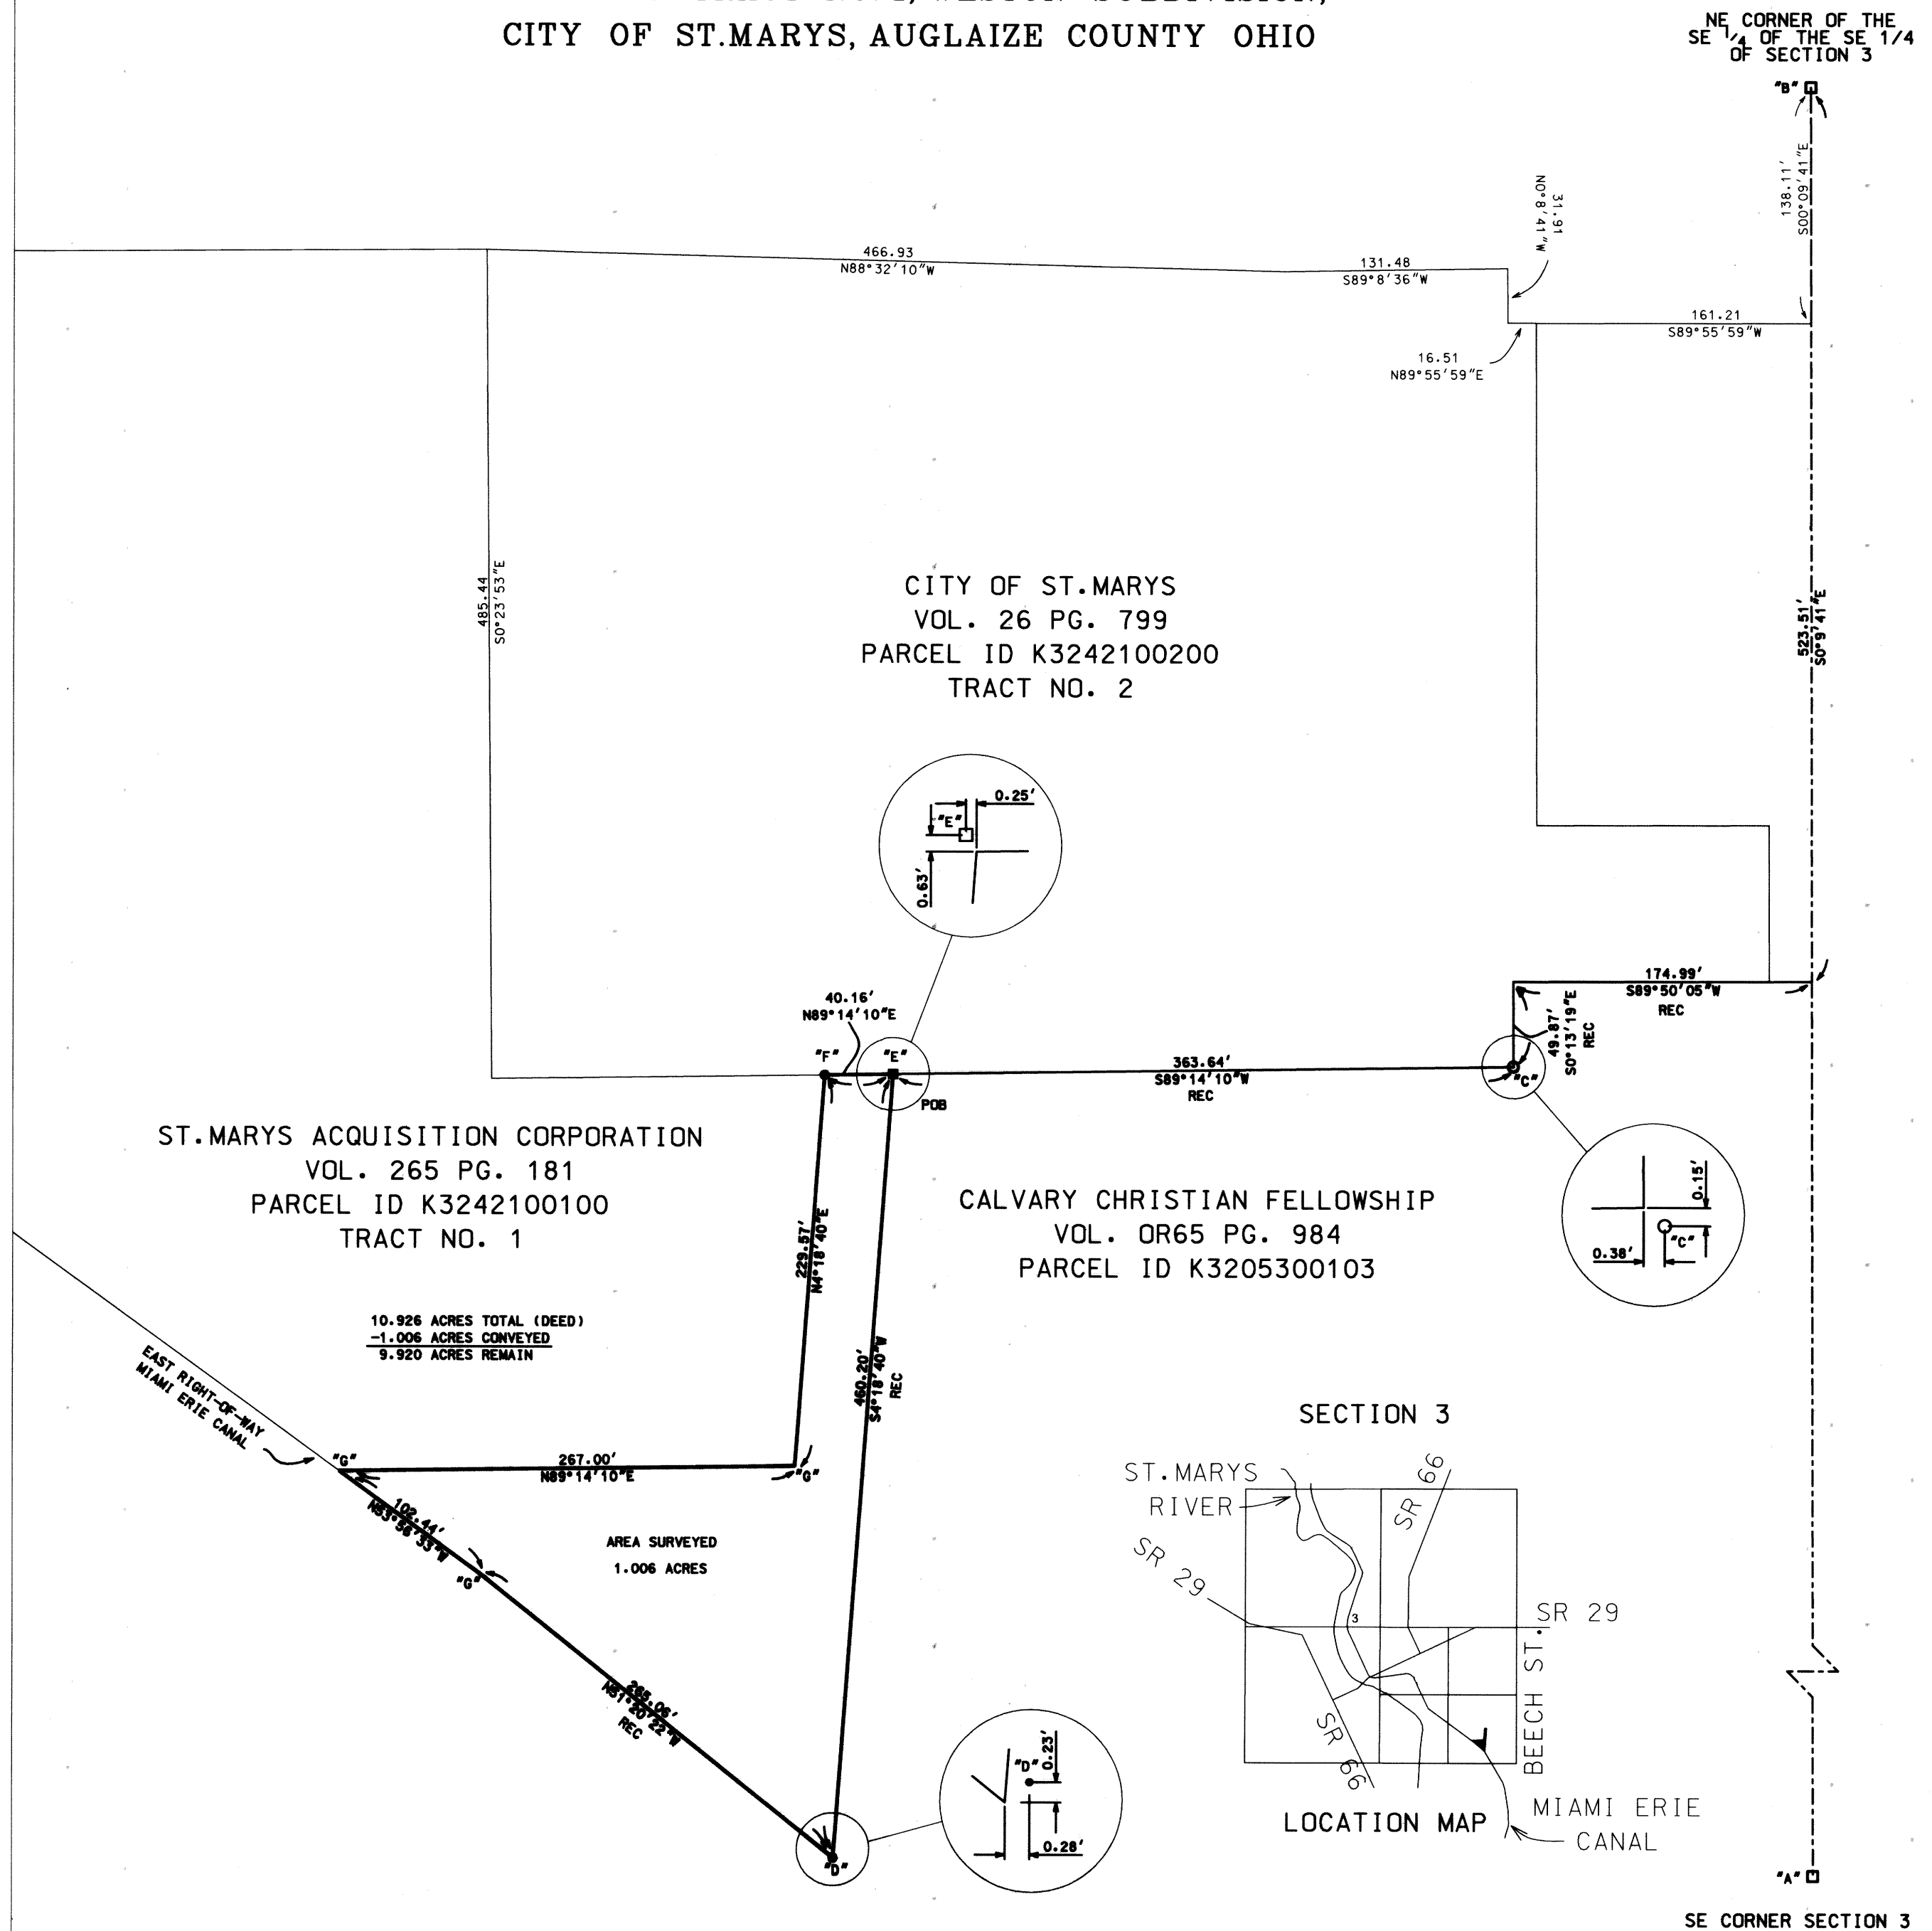 CITY OF ST.MARYS, AUGLAIZE COUNTY OHIO
NE CORNER OF THE
SE 1/4 OF THE SE 1/4
OF SECTION 3
"B"
138.11'
S00°09'41"E
31.91
N0°8'41"W
466.93
N88°32'10"W
131.48
S89°8'36"W
161.21
S89°55'59"W
16.51
N89°55'59"E
485.44
S0°23'53"E
CITY OF ST.MARYS
VOL. 26 PG. 799
PARCEL ID K3242100200
TRACT NO. 2
523.51'
S0°9'41"E
0.25'
"E"
0.63'
174.99'
S89°50'05"W
REC
49.87'
S0°13'19"E
REC
40.16'
N89°14'10"E
"F"
"E"
POB
363.64'
S89°14'10"W
REC
"C"
ST.MARYS ACQUISITION CORPORATION
VOL. 265 PG. 181
PARCEL ID K3242100100
TRACT NO. 1
CALVARY CHRISTIAN FELLOWSHIP
VOL. OR65 PG. 984
PARCEL ID K3205300103
0.15'
"C"
0.38'
229.57'
N4°18'40"E
10.926 ACRES TOTAL (DEED)
-1.006 ACRES CONVEYED
9.920 ACRES REMAIN
EAST RIGHT-OF-WAY
MIAMI ERIE CANAL
460.20'
S4°18'40"W
REC
"G"
267.00'
N89°14'10"E
"G"
102.44'
N53°56'33"W
"G"
AREA SURVEYED
1.006 ACRES
265.06'
N51°20'22"W
REC
"D"
"D"
0.23'
0.28'
SECTION 3
ST.MARYS
RIVER
SR 66
SR 29
3
SR 29
BEECH ST.
SR 66
LOCATION MAP
MIAMI ERIE
CANAL
"A"
SE CORNER SECTION 3